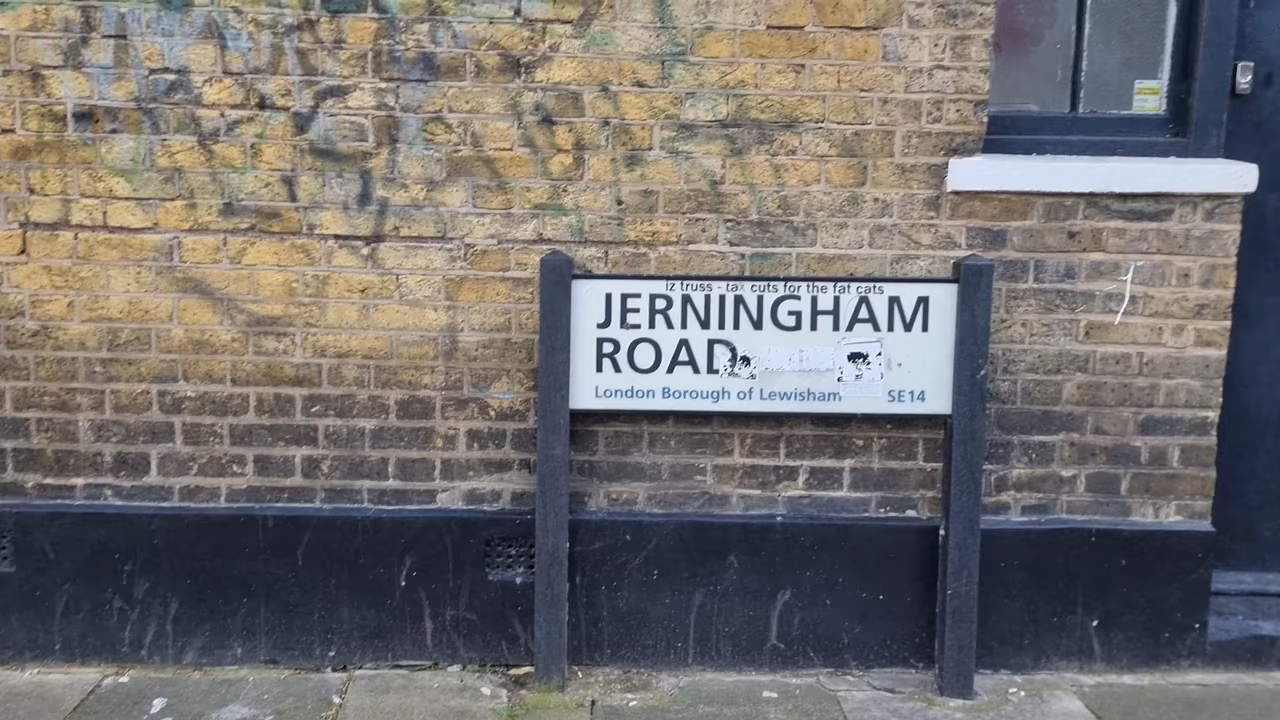 iz truss - tax cuts for the fat cats
JERNINGHAM
ROAD
London Borough of Lewisham SE14